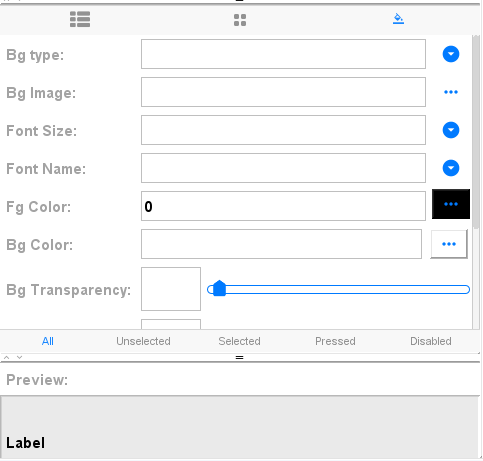 Bg type:
Bg Image:
Font Size:
Font Name:
Fg Color: 0
Bg Color:
Bg Transparency:
All Unselected Selected Pressed Disabled
Preview:
Label